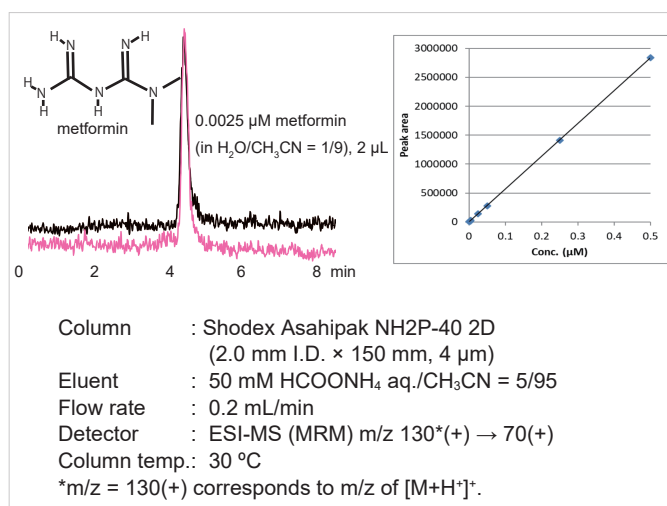 H H
N N
H
N N N
H H
metformin
0.0025 µM metformin
(in H₂O/CH₃CN = 1/9), 2 µL
0 2 4 6 8 min
3000000
2500000
2000000
1500000
1000000
500000
0
Peak area
0 0.1 0.2 0.3 0.4 0.5
Conc. (µM)
Column : Shodex Asahipak NH2P-40 2D
(2.0 mm I.D. × 150 mm, 4 µm)
Eluent : 50 mM HCOONH₄ aq./CH₃CN = 5/95
Flow rate : 0.2 mL/min
Detector : ESI-MS (MRM) m/z 130*(+) → 70(+)
Column temp.: 30 ºC
*m/z = 130(+) corresponds to m/z of [M+H⁺]⁺.